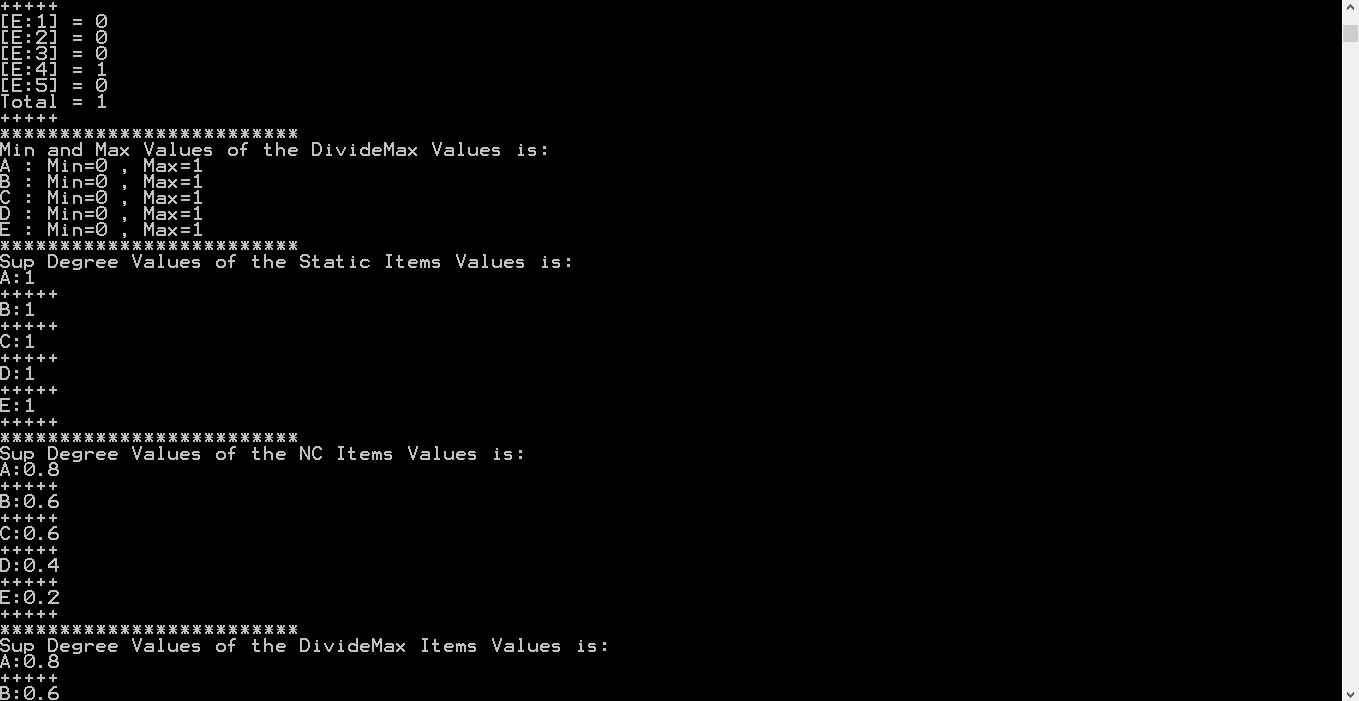 +++++
[E:1] = 0
[E:2] = 0
[E:3] = 0
[E:4] = 1
[E:5] = 0
Total = 1
+++++
*************************
Min and Max Values of the DivideMax Values is:
A : Min=0 , Max=1
B : Min=0 , Max=1
C : Min=0 , Max=1
D : Min=0 , Max=1
E : Min=0 , Max=1
*************************
Sup Degree Values of the Static Items Values is:
A:1
+++++
B:1
+++++
C:1
+++++
D:1
+++++
E:1
+++++
*************************
Sup Degree Values of the NC Items Values is:
A:0.8
+++++
B:0.6
+++++
C:0.6
+++++
D:0.4
+++++
E:0.2
+++++
*************************
Sup Degree Values of the DivideMax Items Values is:
A:0.8
+++++
B:0.6